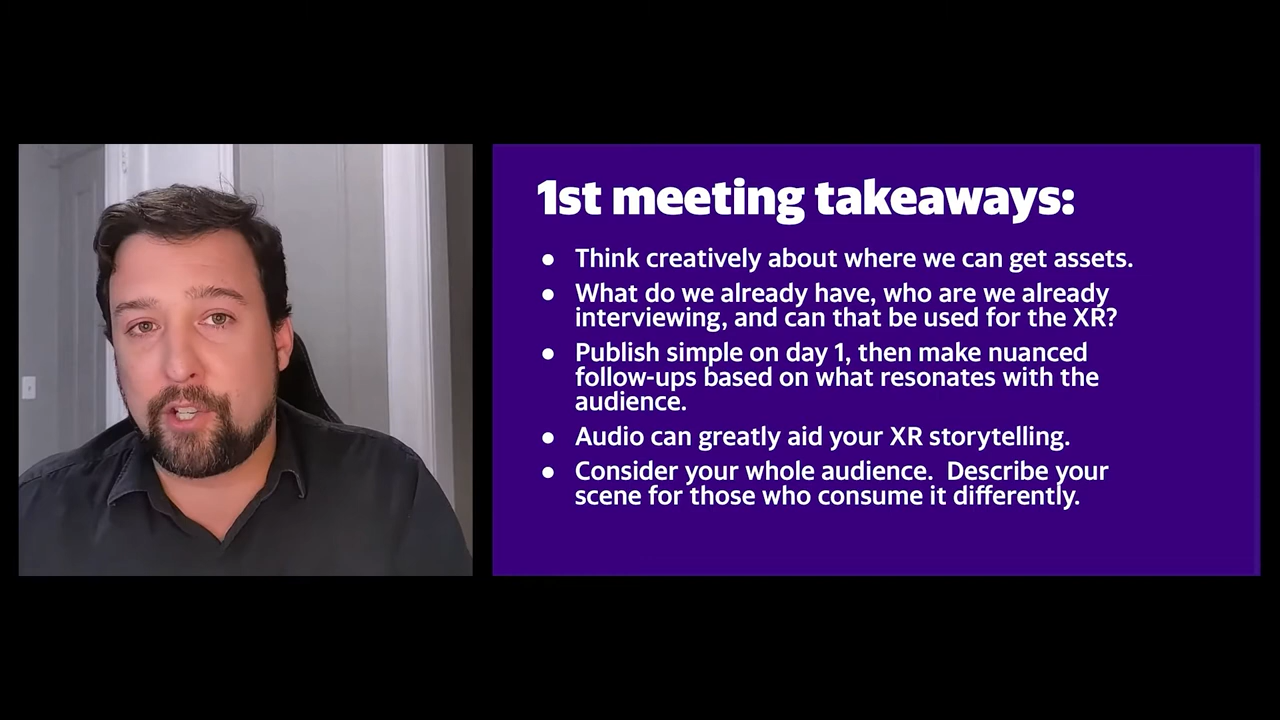 1st meeting takeaways:
● Think creatively about where we can get assets.
● What do we already have, who are we already
interviewing, and can that be used for the XR?
● Publish simple on day 1, then make nuanced
follow-ups based on what resonates with the
audience.
● Audio can greatly aid your XR storytelling.
● Consider your whole audience.  Describe your
scene for those who consume it differently.